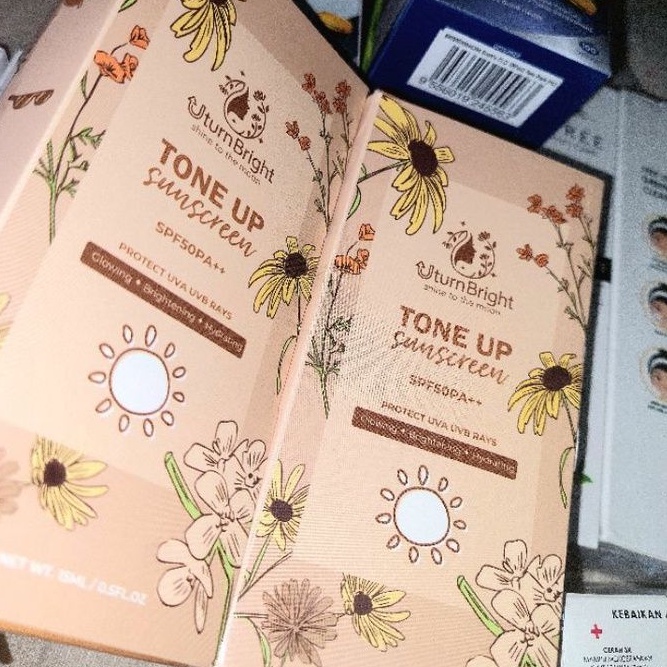 UturnBright
shine to the moon
TONE UP
sunscreen
SPF50PA++
PROTECT UVA UVB RAYS
Glowing • Brightening • Hydrating
NET WT. 15ML / 0.5FL.OZ
UturnBright
shine to the moon
TONE UP
sunscreen
SPF50PA++
PROTECT UVA UVB RAYS
Glowing • Brightening • Hydrating
KEBAIKAN